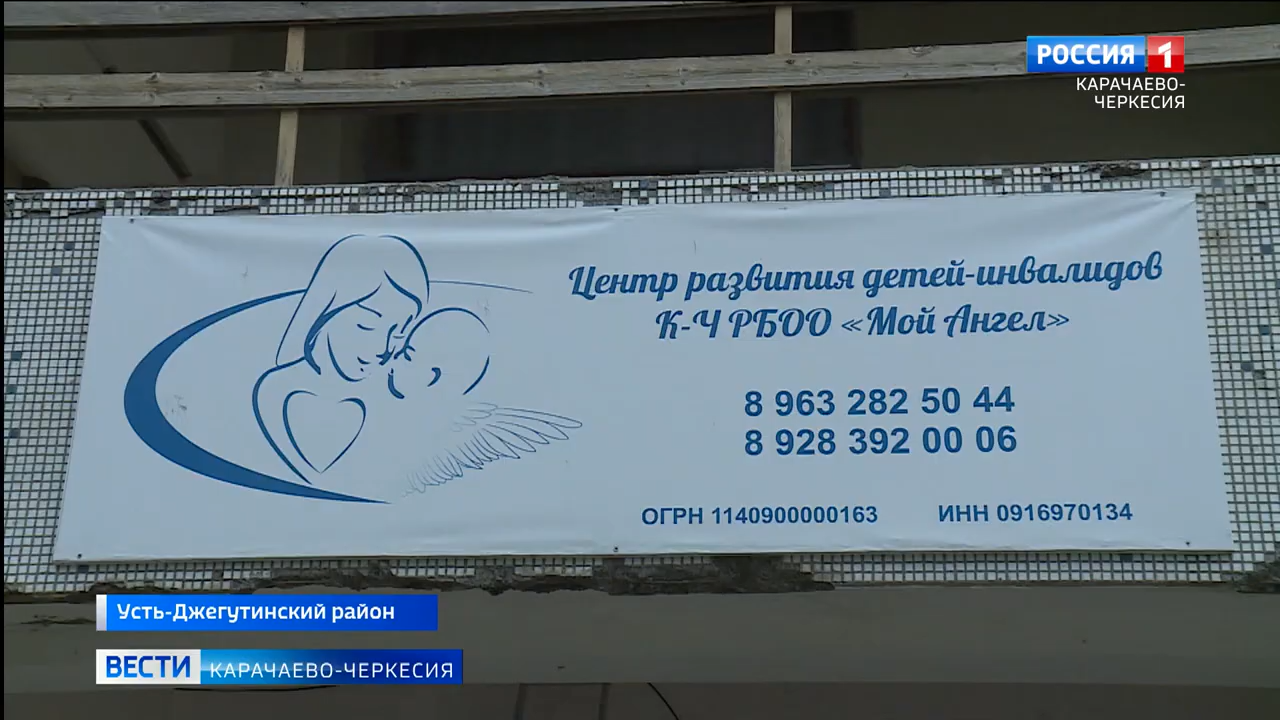 РОССИЯ 1
КАРАЧАЕВО-
ЧЕРКЕСИЯ
Центр развития детей-инвалидов
К-Ч РБОО «Мой Ангел»
8 963 282 50 44
8 928 392 00 06
ОГРН 1140900000163 ИНН 0916970134
Усть-Джегутинский район
ВЕСТИ КАРАЧАЕВО-ЧЕРКЕСИЯ